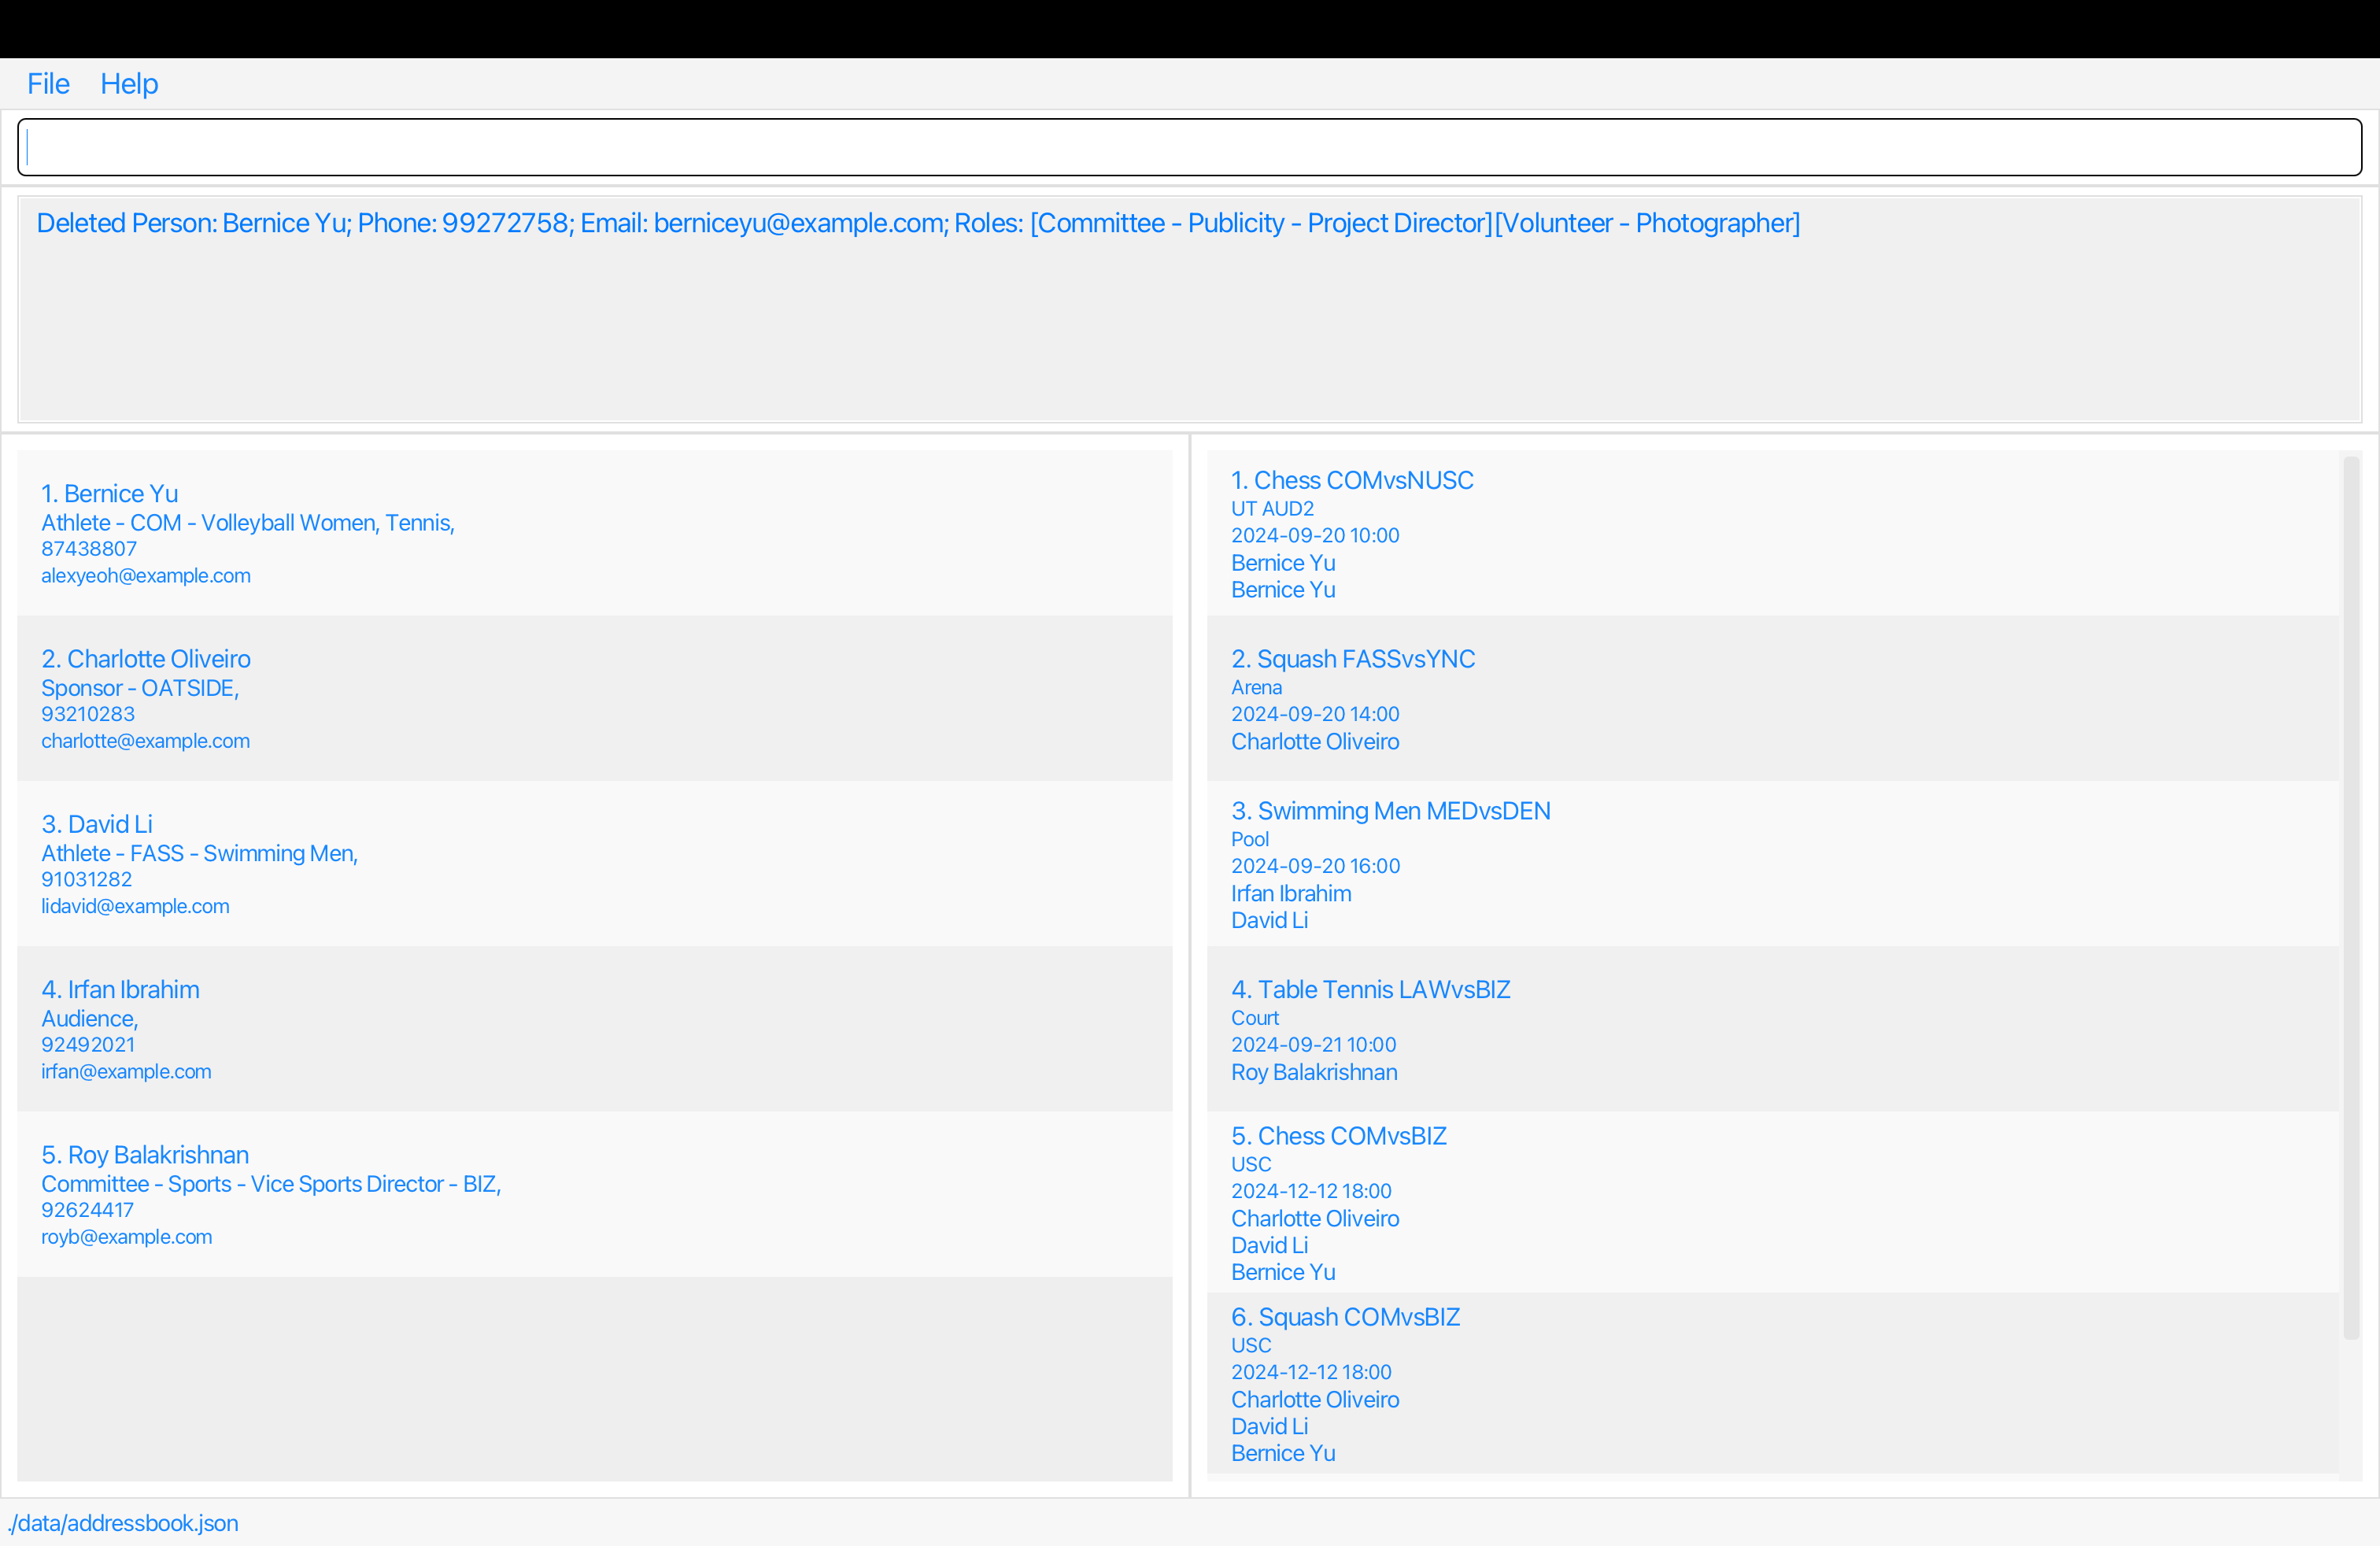 File Help
Deleted Person: Bernice Yu; Phone: 99272758; Email: berniceyu@example.com; Roles: [Committee - Publicity - Project Director][Volunteer - Photographer]
1. Bernice Yu
Athlete - COM - Volleyball Women, Tennis,
87438807
alexyeoh@example.com
2. Charlotte Oliveiro
Sponsor - OATSIDE,
93210283
charlotte@example.com
3. David Li
Athlete - FASS - Swimming Men,
91031282
lidavid@example.com
4. Irfan Ibrahim
Audience,
92492021
irfan@example.com
5. Roy Balakrishnan
Committee - Sports - Vice Sports Director - BIZ,
92624417
royb@example.com
1. Chess COMvsNUSC
UT AUD2
2024-09-20 10:00
Bernice Yu
Bernice Yu
2. Squash FASSvsYNC
Arena
2024-09-20 14:00
Charlotte Oliveiro
3. Swimming Men MEDvsDEN
Pool
2024-09-20 16:00
Irfan Ibrahim
David Li
4. Table Tennis LAWvsBIZ
Court
2024-09-21 10:00
Roy Balakrishnan
5. Chess COMvsBIZ
USC
2024-12-12 18:00
Charlotte Oliveiro
David Li
Bernice Yu
6. Squash COMvsBIZ
USC
2024-12-12 18:00
Charlotte Oliveiro
David Li
Bernice Yu
./data/addressbook.json